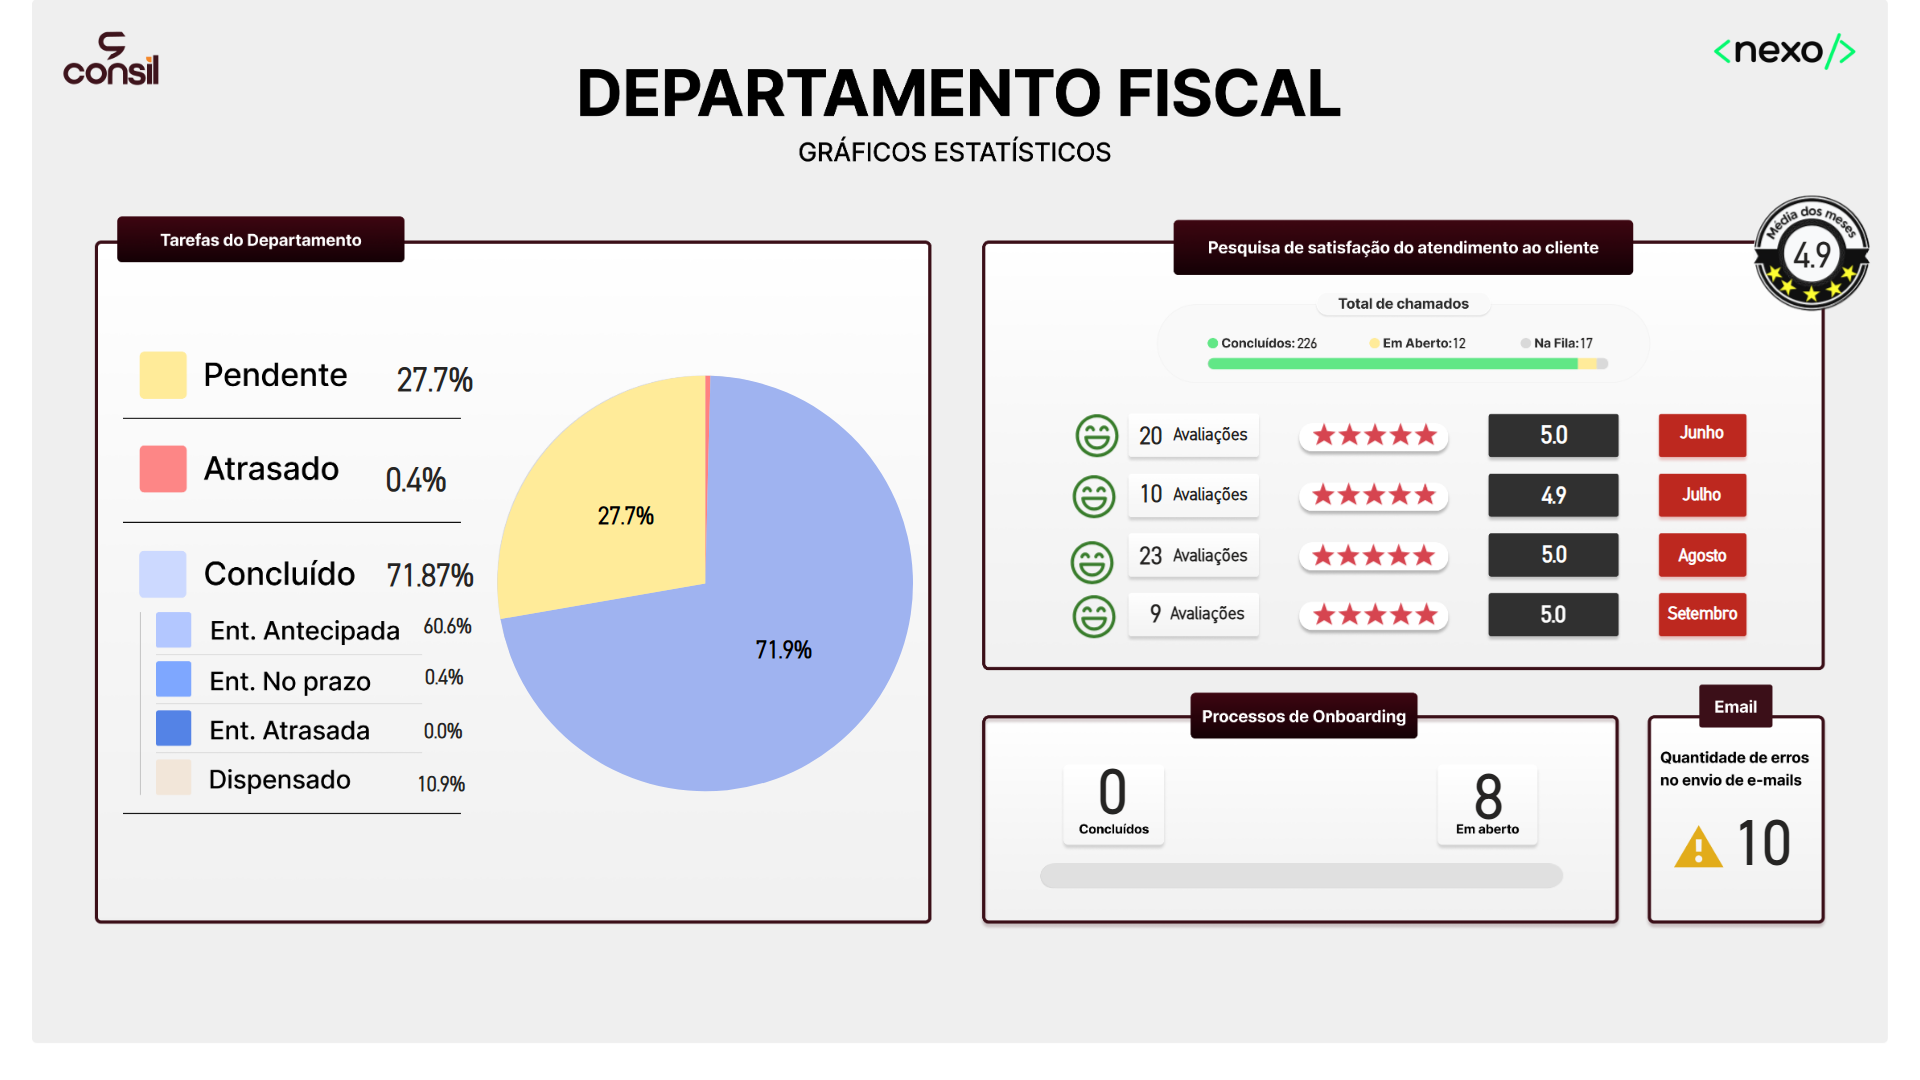 consil
<nexo/>
DEPARTAMENTO FISCAL
GRÁFICOS ESTATÍSTICOS
Tarefas do Departamento
Pendente 27.7%
Atrasado 0.4%
Concluído 71.87%
Ent. Antecipada 60.6%
Ent. No prazo 0.4%
Ent. Atrasada 0.0%
Dispensado 10.9%
27.7%
71.9%
Pesquisa de satisfação do atendimento ao cliente
Média dos meses
4.9
Total de chamados
Concluídos: 226 Em Aberto: 12 Na Fila: 17
20 Avaliações 5.0 Junho
10 Avaliações 4.9 Julho
23 Avaliações 5.0 Agosto
9 Avaliações 5.0 Setembro
Processos de Onboarding
0 8
Concluídos Em aberto
Email
Quantidade de erros
no envio de e-mails
10